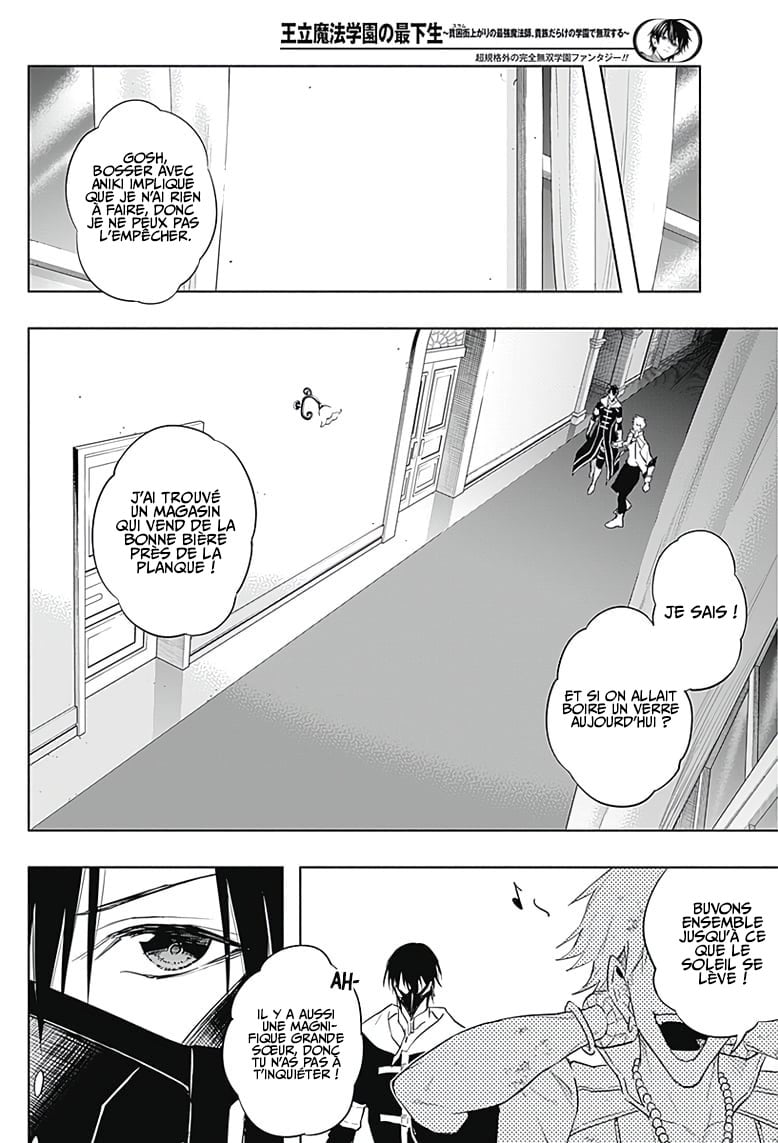 王立魔法学園の最下生～貧困街上がりの最強魔法師、貴族だらけの学園で無双する～
スラム
超規格外の完全無双学園ファンタジー!!
GOSH,
BOSSER AVEC
ANIKI IMPLIQUE
QUE JE N'AI RIEN
À FAIRE, DONC
JE NE PEUX PAS
L'EMPÊCHER.
JE SAIS !
ET SI ON ALLAIT
BOIRE UN VERRE
AUJOURD'HUI ?
J'AI TROUVÉ
UN MAGASIN
QUI VEND DE LA
BONNE BIÈRE
PRÈS DE LA
PLANQUE !
BUVONS
ENSEMBLE
JUSQU'À CE
QUE LE
SOLEIL SE
LÈVE !
AH-
IL Y A AUSSI
UNE MAGNI-
FIQUE GRANDE
SŒUR, DONC
TU N'AS PAS À
T'INQUIÉTER !